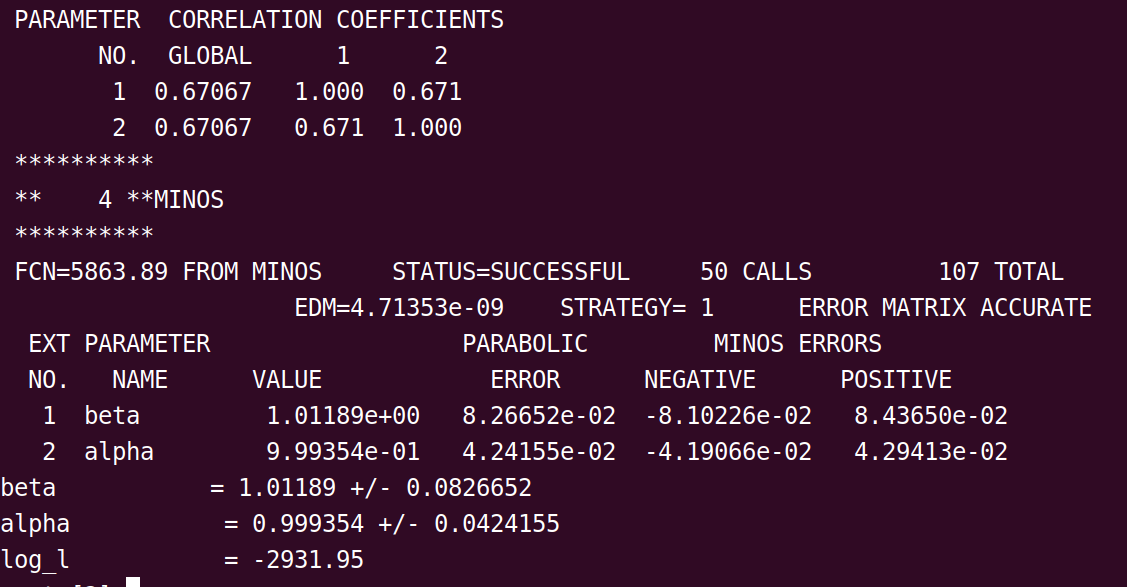 PARAMETER  CORRELATION COEFFICIENTS
NO.  GLOBAL      1      2
1  0.67067   1.000  0.671
2  0.67067   0.671  1.000
**********
**    4 **MINOS
**********
FCN=5863.89 FROM MINOS     STATUS=SUCCESSFUL     50 CALLS         107 TOTAL
EDM=4.71353e-09    STRATEGY= 1      ERROR MATRIX ACCURATE
EXT PARAMETER                  PARABOLIC         MINOS ERRORS
NO.   NAME      VALUE            ERROR      NEGATIVE      POSITIVE
1  beta         1.01189e+00   8.26652e-02  -8.10226e-02   8.43650e-02
2  alpha        9.99354e-01   4.24155e-02  -4.19066e-02   4.29413e-02
beta           = 1.01189 +/- 0.0826652
alpha           = 0.999354 +/- 0.0424155
log_l           = -2931.95